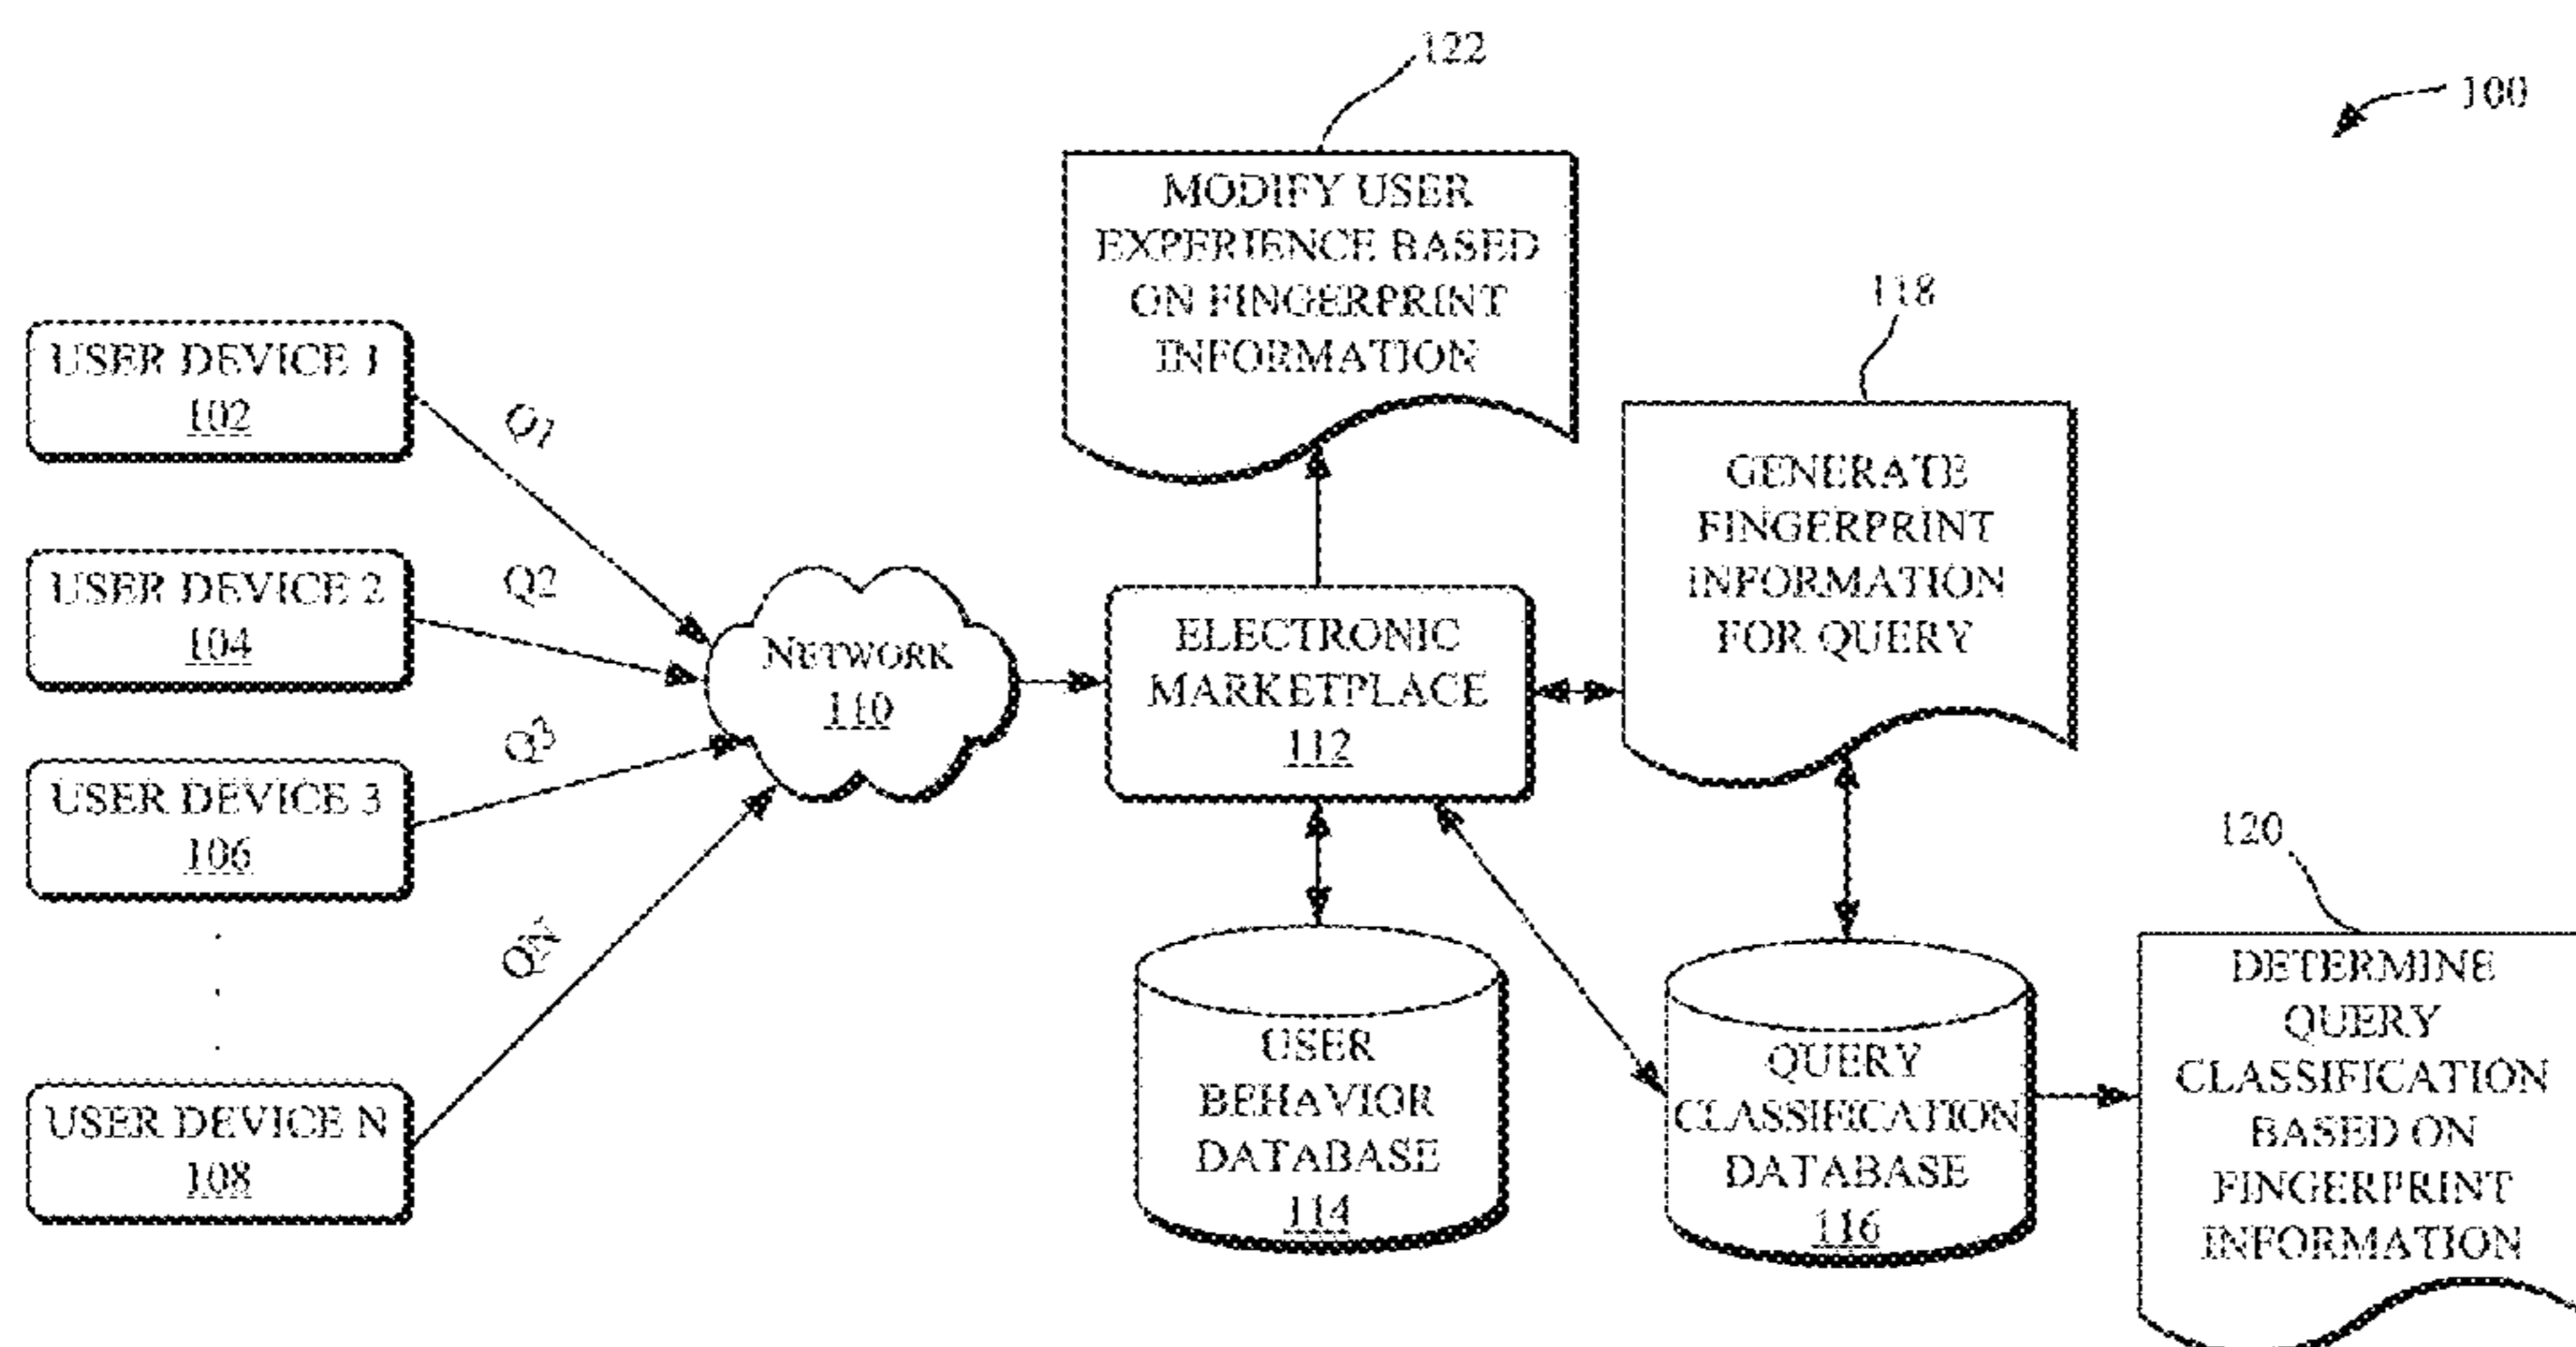 122
100
MODIFY USER
EXPERIENCE BASED
ON FINGERPRINT
INFORMATION
118
USER DEVICE 1
102
Q1
GENERATE
FINGERPRINT
INFORMATION
FOR QUERY
USER DEVICE 2
104
Q2
NETWORK
110
ELECTRONIC
MARKETPLACE
112
USER DEVICE 3
106
Q3
120
USER DEVICE N
108
QN
USER
BEHAVIOR
DATABASE
114
QUERY
CLASSIFICATION
DATABASE
116
DETERMINE
QUERY
CLASSIFICATION
BASED ON
FINGERPRINT
INFORMATION